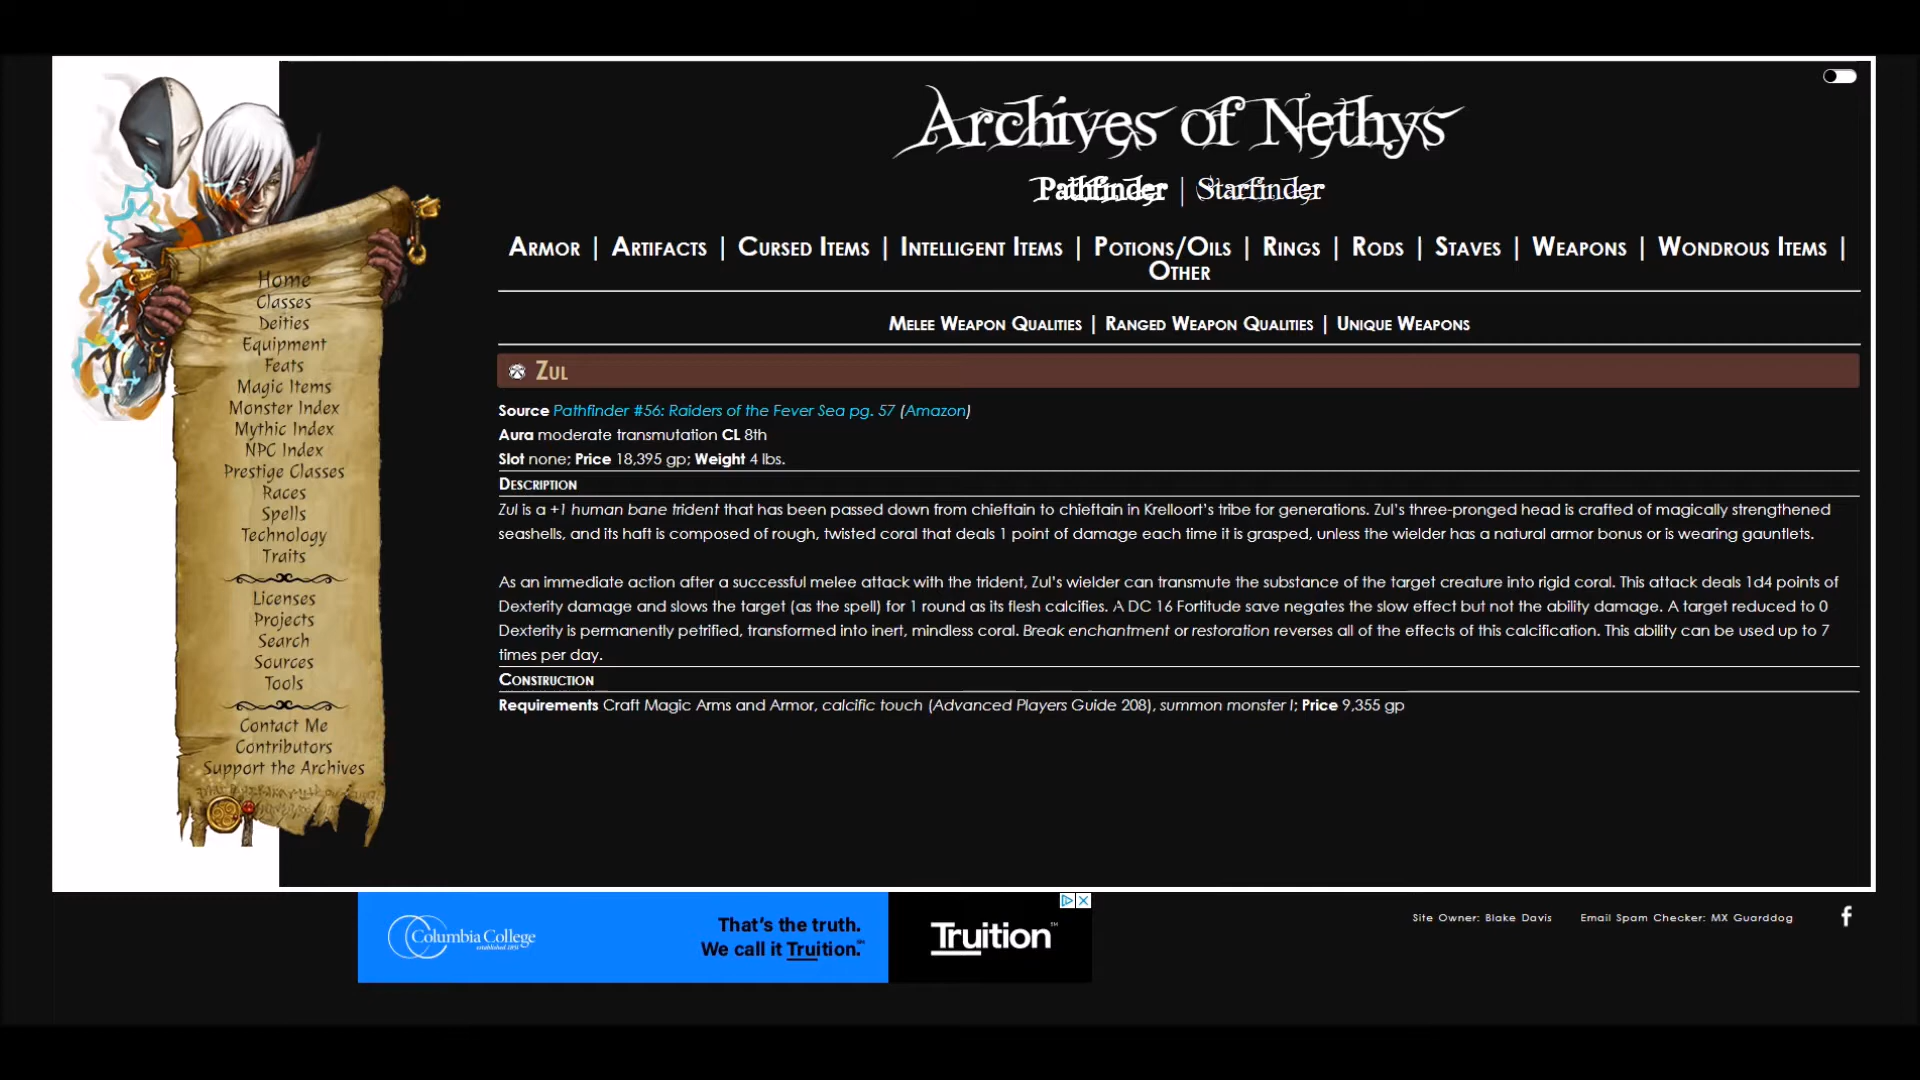 Archives of Nethys
Pathfinder | Starfinder
Armor | Artifacts | Cursed Items | Intelligent Items | Potions/Oils | Rings | Rods | Staves | Weapons | Wondrous Items |
Other
Melee Weapon Qualities | Ranged Weapon Qualities | Unique Weapons
Zul
Source Pathfinder #56: Raiders of the Fever Sea pg. 57 (Amazon)
Aura moderate transmutation CL 8th
Slot none; Price 18,395 gp; Weight 4 lbs.
Description
Zul is a +1 human bane trident that has been passed down from chieftain to chieftain in Krelloort's tribe for generations. Zul's three-pronged head is crafted of magically strengthened
seashells, and its haft is composed of rough, twisted coral that deals 1 point of damage each time it is grasped, unless the wielder has a natural armor bonus or is wearing gauntlets.
As an immediate action after a successful melee attack with the trident, Zul's wielder can transmute the substance of the target creature into rigid coral. This attack deals 1d4 points of
Dexterity damage and slows the target (as the spell) for 1 round as its flesh calcifies. A DC 16 Fortitude save negates the slow effect but not the ability damage. A target reduced to 0
Dexterity is permanently petrified, transformed into inert, mindless coral. Break enchantment or restoration reverses all of the effects of this calcification. This ability can be used up to 7
times per day.
Construction
Requirements Craft Magic Arms and Armor, calcific touch (Advanced Players Guide 208), summon monster I; Price 9,355 gp
Home
Classes
Deities
Equipment
Feats
Magic Items
Monster Index
Mythic Index
NPC Index
Prestige Classes
Races
Spells
Technology
Traits
Licenses
Projects
Search
Sources
Tools
Contact Me
Contributors
Support the Archives
Columbia College
That's the truth.
We call it Truition.
Truition™
Site Owner: Blake Davis Email Spam Checker: MX Guarddog